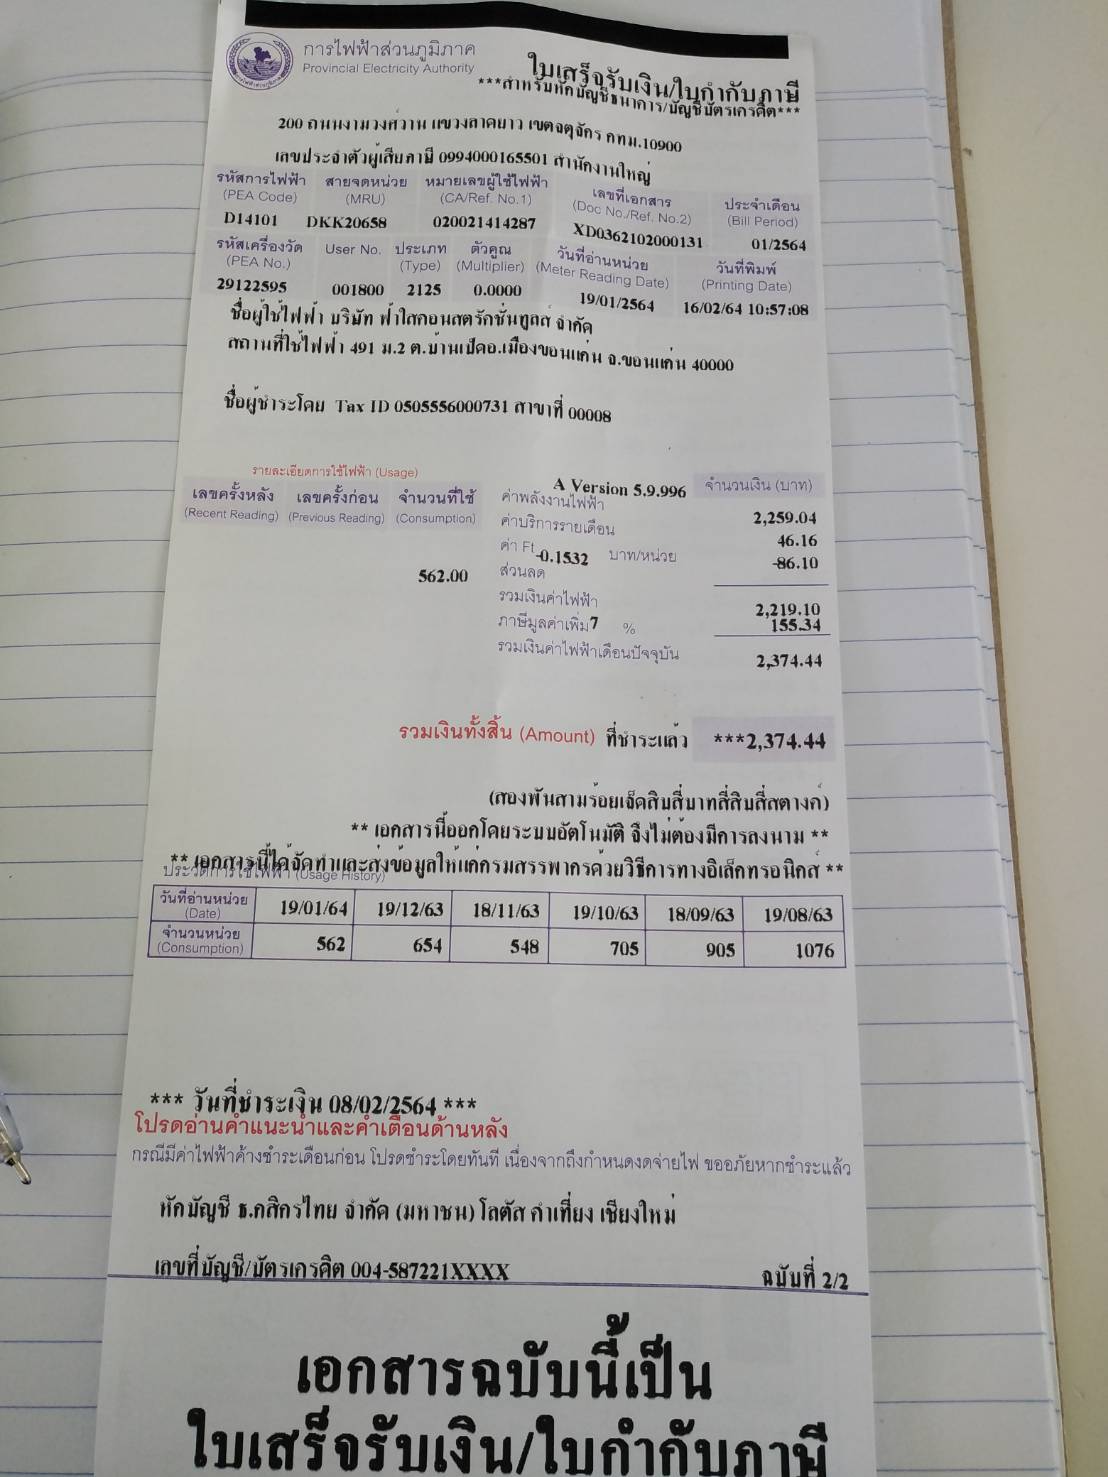 การไฟฟ้าส่วนภูมิภาค
Provincial Electricity Authority
ใบเสร็จรับเงิน/ใบกำกับภาษี
***สำหรับหักบัญชีธนาคาร/บัญชีบัตรเครดิต***
200 ถนนงามวงศ์วาน แขวงลาดยาว เขตจตุจักร กทม.10900
เลขประจำตัวผู้เสียภาษี 0994000165501 สำนักงานใหญ่
รหัสการไฟฟ้า สายจดหน่วย หมายเลขผู้ใช้ไฟฟ้า เลขที่เอกสาร ประจำเดือน
(PEA Code) (MRU) (CA/Ref. No.1) (Doc No./Ref. No.2) (Bill Period)
D14101 DKK20658 020021414287 XD0362102000131 01/2564
รหัสเครื่องวัด User No. ประเภท ตัวคูณ วันที่อ่านหน่วย วันที่พิมพ์
(PEA No.) (Type) (Multiplier) (Meter Reading Date) (Printing Date)
29122595 001800 2125 0.0000 19/01/2564 16/02/64 10:57:08
ชื่อผู้ใช้ไฟฟ้า บริษัท ฟ้าใสคอนสตรัคชั่นทูลส์ จำกัด
สถานที่ใช้ไฟฟ้า 491 ม.2 ต.บ้านเป็ดอ.เมืองขอนแก่น จ.ขอนแก่น 40000
ชื่อผู้ชำระโดย Tax ID 0505556000731 สาขาที่ 00008
รายละเอียดการใช้ไฟฟ้า (Usage)
เลขครั้งหลัง เลขครั้งก่อน จำนวนที่ใช้
(Recent Reading) (Previous Reading) (Consumption)
562.00
A Version 5.9.996 จำนวนเงิน (บาท)
ค่าพลังงานไฟฟ้า 2,259.04
ค่าบริการรายเดือน 46.16
ค่า Ft -0.1532 บาท/หน่วย -86.10
ส่วนลด
รวมเงินค่าไฟฟ้า 2,219.10
ภาษีมูลค่าเพิ่ม 7 % 155.34
รวมเงินค่าไฟฟ้าเดือนปัจจุบัน 2,374.44
รวมเงินทั้งสิ้น (Amount) ที่ชำระแล้ว ***2,374.44
(สองพันสามร้อยเจ็ดสิบสี่บาทสี่สิบสี่สตางค์)
** เอกสารนี้ออกโดยระบบอัตโนมัติ จึงไม่ต้องมีการลงนาม **
** เอกสารนี้ได้จัดทำและส่งข้อมูลให้แก่กรมสรรพากรด้วยวิธีการทางอิเล็กทรอนิกส์ **
ประวัติการใช้ไฟฟ้า (Usage History)
วันที่อ่านหน่วย (Date) 19/01/64 19/12/63 18/11/63 19/10/63 18/09/63 19/08/63
จำนวนหน่วย (Consumption) 562 654 548 705 905 1076
*** วันที่ชำระเงิน 08/02/2564 ***
โปรดอ่านคำแนะนำและคำเตือนด้านหลัง
กรณีมีค่าไฟฟ้าค้างชำระเดือนก่อน โปรดชำระโดยทันที เนื่องจากถึงกำหนดงดจ่ายไฟ ขออภัยหากชำระแล้ว
หักบัญชี ธ.กสิกรไทย จำกัด (มหาชน) โลตัส คำเที่ยง เชียงใหม่
เลขที่บัญชี/บัตรเครดิต 004-587221XXXX
ฉบับที่ 2/2
เอกสารฉบับนี้เป็น
ใบเสร็จรับเงิน/ใบกำกับภาษี